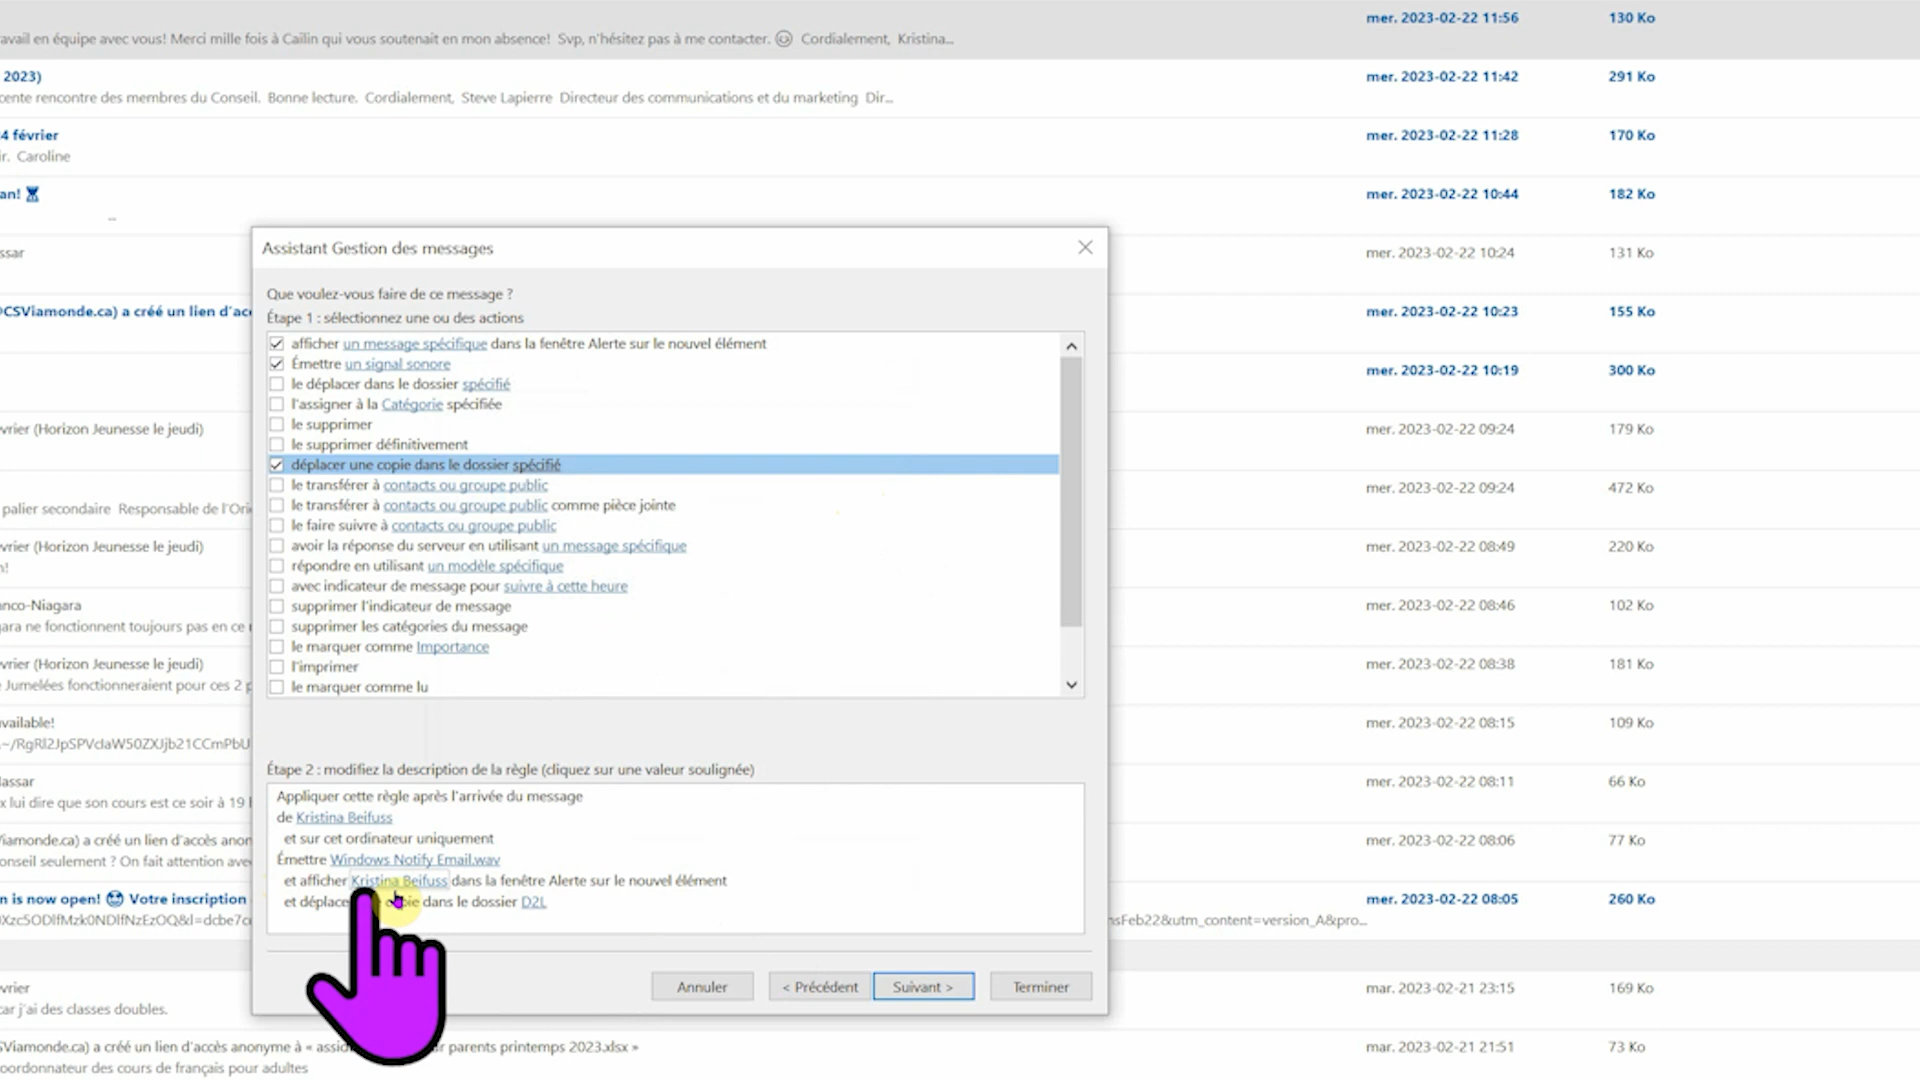 mer. 2023-02-22 11:56 130 Ko
avail en équipe avec vous! Merci mille fois à Cailin qui vous soutenait en mon absence! Svp, n'hésitez pas à me contacter. Cordialement, Kristina...
2023) mer. 2023-02-22 11:42 291 Ko
cente rencontre des membres du Conseil. Bonne lecture. Cordialement, Steve Lapierre Directeur des communications et du marketing Dir...
4 février mer. 2023-02-22 11:28 170 Ko
ir. Caroline
an! mer. 2023-02-22 10:44 182 Ko
...
Assistant Gestion des messages
ssar mer. 2023-02-22 10:24 131 Ko
Que voulez-vous faire de ce message ?
CSViamonde.ca) a créé un lien d'acc mer. 2023-02-22 10:23 155 Ko
Étape 1 : sélectionnez une ou des actions
afficher un message spécifique dans la fenêtre Alerte sur le nouvel élément
Émettre un signal sonore
mer. 2023-02-22 10:19 300 Ko
le déplacer dans le dossier spécifié
l'assigner à la Catégorie spécifiée
le supprimer
vrier (Horizon Jeunesse le jeudi) mer. 2023-02-22 09:24 179 Ko
le supprimer définitivement
déplacer une copie dans le dossier spécifié
le transférer à contacts ou groupe public
mer. 2023-02-22 09:24 472 Ko
le transférer à contacts ou groupe public comme pièce jointe
palier secondaire Responsable de l'Ori
le faire suivre à contacts ou groupe public
avoir la réponse du serveur en utilisant un message spécifique
vrier (Horizon Jeunesse le jeudi) mer. 2023-02-22 08:49 220 Ko
n!
répondre en utilisant un modèle spécifique
avec indicateur de message pour suivre à cette heure
nco-Niagara mer. 2023-02-22 08:46 102 Ko
supprimer l'indicateur de message
gara ne fonctionnent toujours pas en ce
supprimer les catégories du message
le marquer comme Importance
vrier (Horizon Jeunesse le jeudi) mer. 2023-02-22 08:38 181 Ko
l'imprimer
Jumelées fonctionneraient pour ces 2 p
le marquer comme lu
vailable! mer. 2023-02-22 08:15 109 Ko
~/RgRl2JpSPVcIaW50ZXJjb21CCmPbU
Étape 2 : modifiez la description de la règle (cliquez sur une valeur soulignée)
lassar mer. 2023-02-22 08:11 66 Ko
x lui dire que son cours est ce soir à 19
Appliquer cette règle après l'arrivée du message
de Kristina Beifuss
et sur cet ordinateur uniquement
iamonde.ca) a créé un lien d'accès anon mer. 2023-02-22 08:06 77 Ko
onseil seulement ? On fait attention ave
Émettre Windows Notify Email.wav
et afficher Kristina Beifuss dans la fenêtre Alerte sur le nouvel élément
n is now open! Votre inscription mer. 2023-02-22 08:05 260 Ko
et déplace copie dans le dossier D2L
0Xzc5ODlfMzk0NDlfNzEzOQ&l=dcbe7c nsFeb22&utm_content=version_A&pro...
Annuler < Précédent Suivant > Terminer
vrier mar. 2023-02-21 23:15 169 Ko
car j'ai des classes doubles.
SViamonde.ca) a créé un lien d'accès anonyme à « assid r parents printemps 2023.xlsx » mar. 2023-02-21 21:51 73 Ko
oordonnateur des cours de français pour adultes